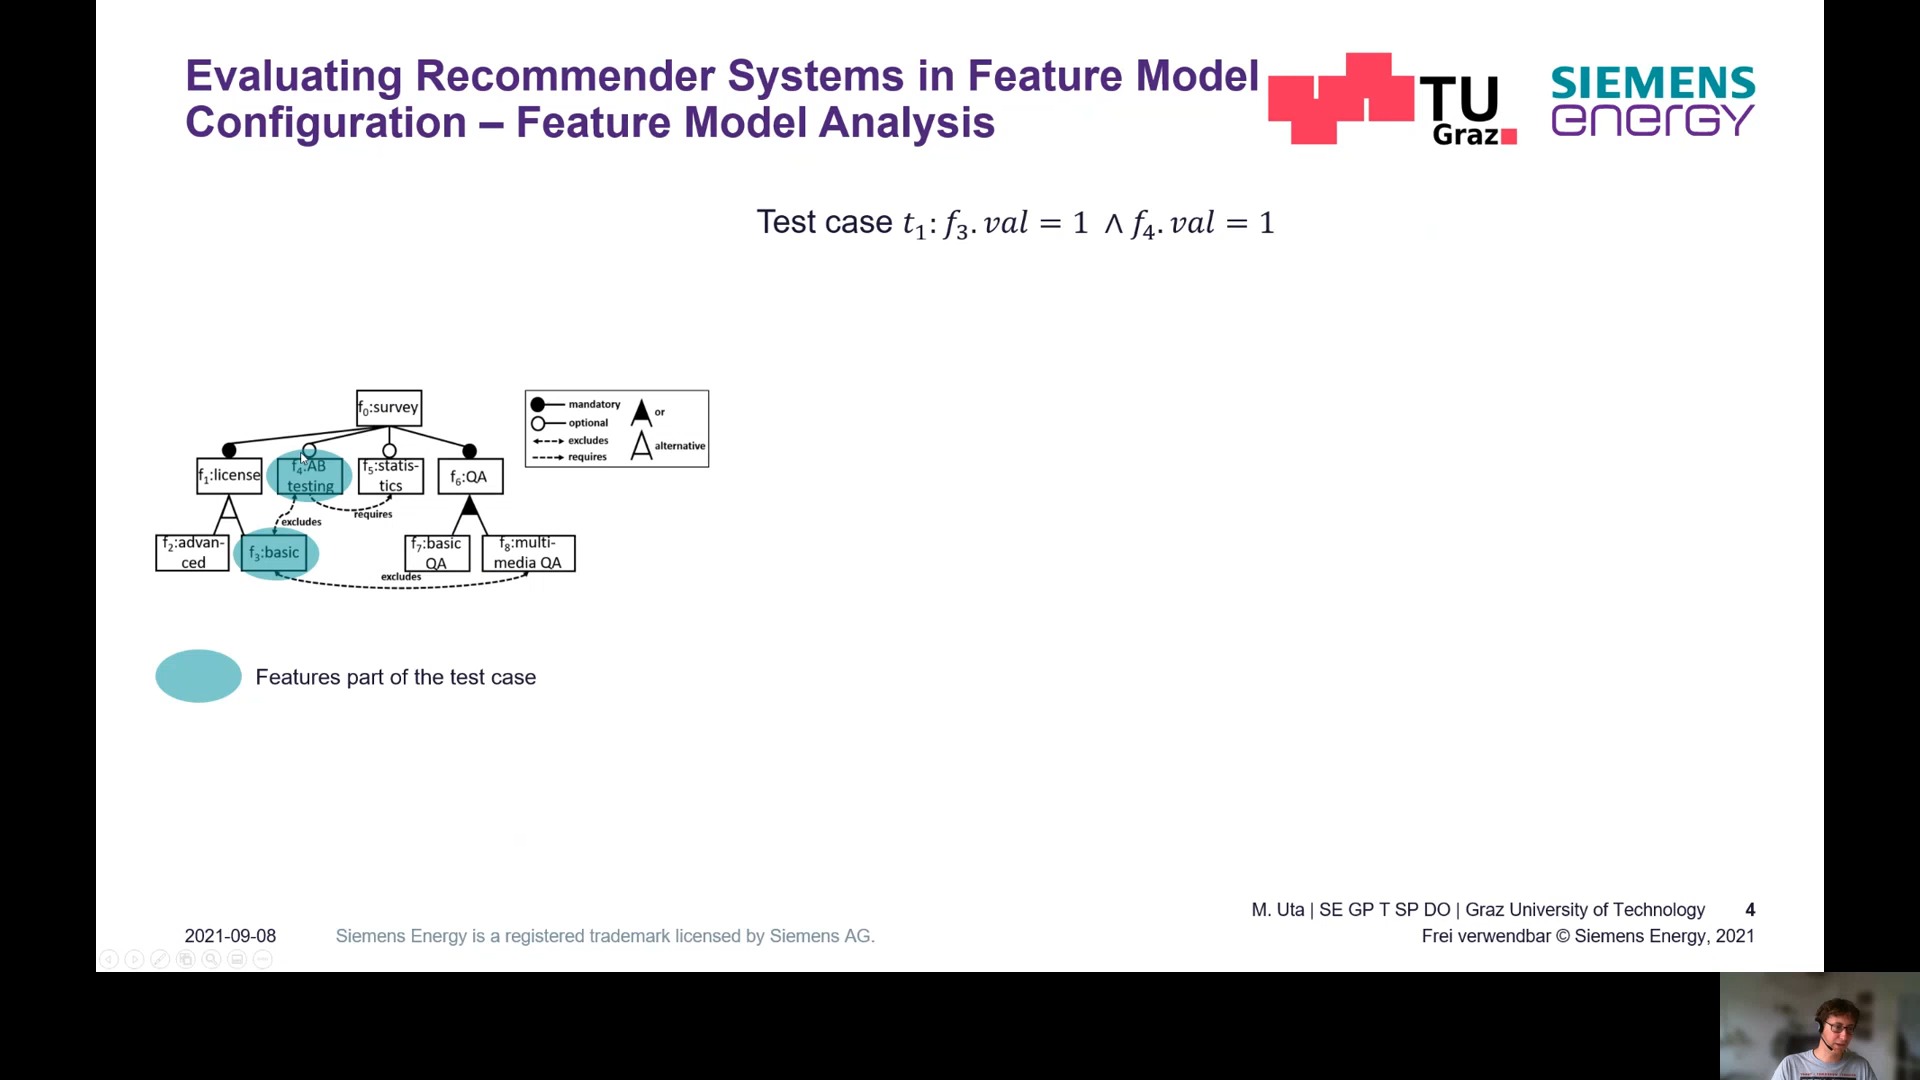 Evaluating Recommender Systems in Feature Model
Configuration – Feature Model Analysis
TU
Graz
SIEMENS
energy
Test case t₁: f₃.val = 1 ∧ f₄.val = 1
f₀:survey
mandatory
or
optional
excludes
alternative
requires
f₁:license
f₄:AB
testing
f₅:statis-
tics
f₆:QA
excludes
requires
f₂:advan-
ced
f₃:basic
f₇:basic
QA
f₈:multi-
media QA
excludes
Features part of the test case
M. Uta | SE GP T SP DO | Graz University of Technology 4
2021-09-08 Siemens Energy is a registered trademark licensed by Siemens AG. Frei verwendbar © Siemens Energy, 2021